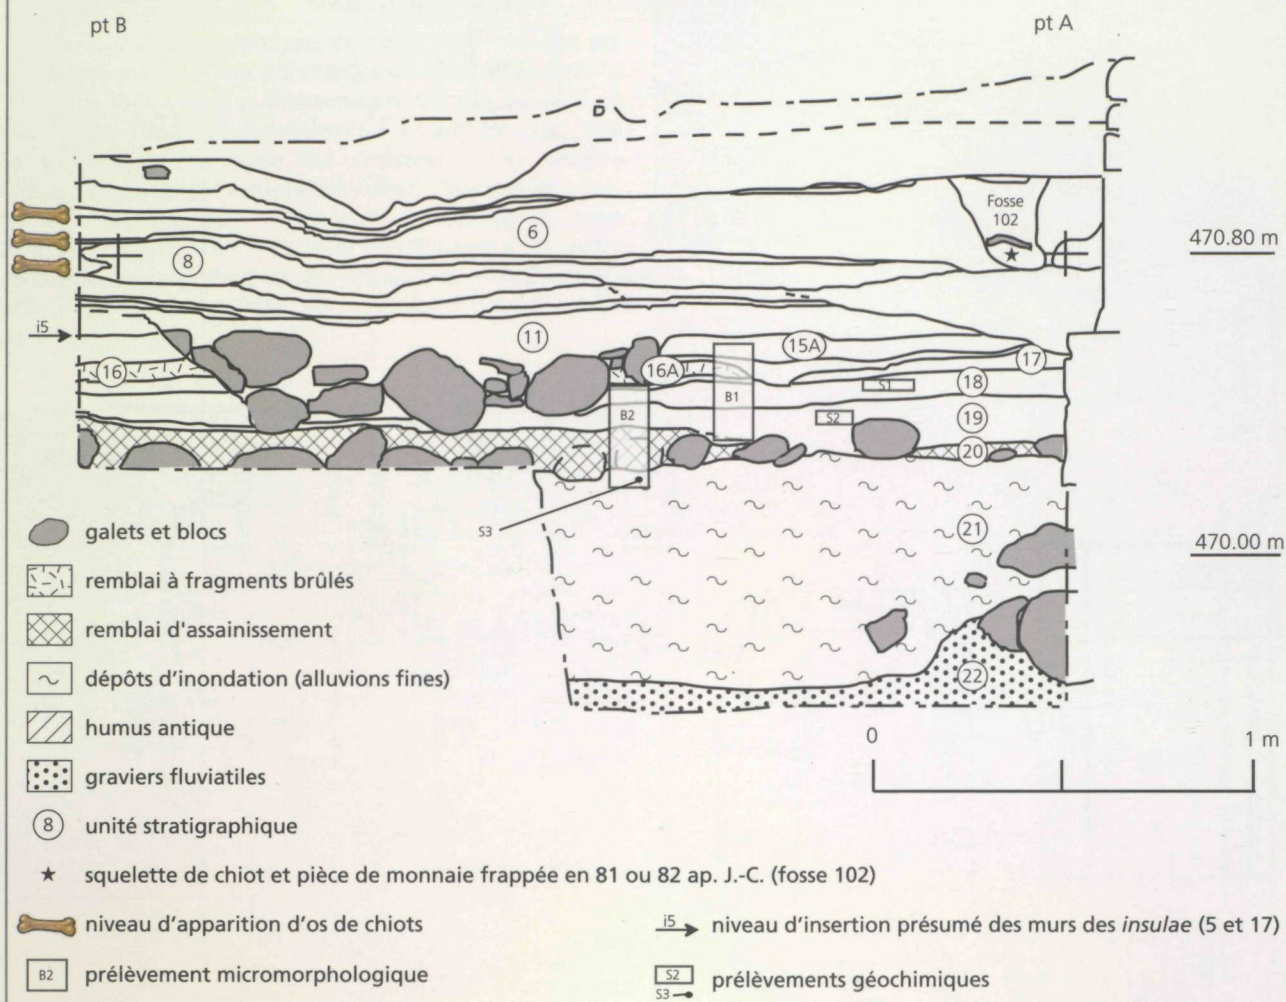 pt B
pt A
Fosse
102
6
470.80 m
8
i5
11
15A
17
16
16A
B1
S1
18
B2
S2
19
20
S3
21
470.00 m
22
galets et blocs
remblai à fragments brûlés
remblai d'assainissement
dépôts d'inondation (alluvions fines)
humus antique
graviers fluviatiles
0
1 m
8 unité stratigraphique
★ squelette de chiot et pièce de monnaie frappée en 81 ou 82 ap. J.-C. (fosse 102)
niveau d'apparition d'os de chiots
i5 niveau d'insertion présumé des murs des insulae (5 et 17)
B2 prélèvement micromorphologique
S2 prélèvements géochimiques
S3